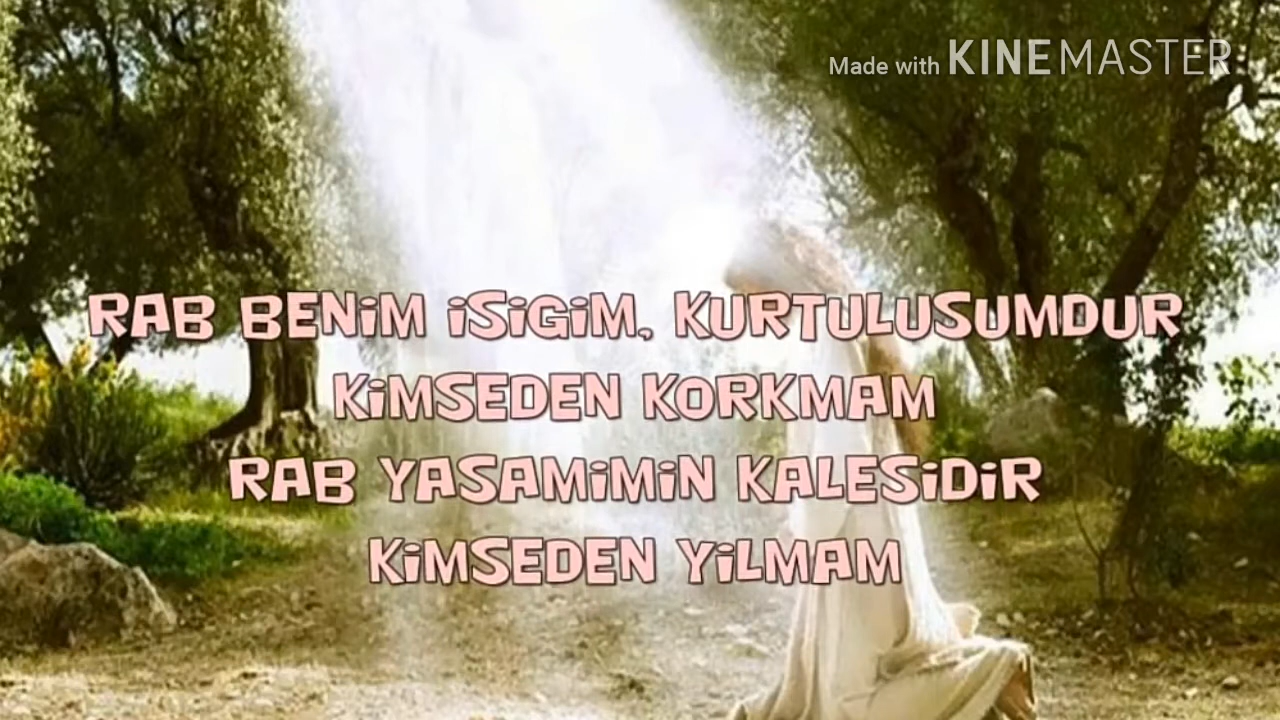 Made with KINEMASTER
RAB BENiM iSiGiM, KURTULUSUMDUR
KiMSEDEN KORKMAM
RAB YASAMiMiN KALESiDiR
KiMSEDEN YiLMAM